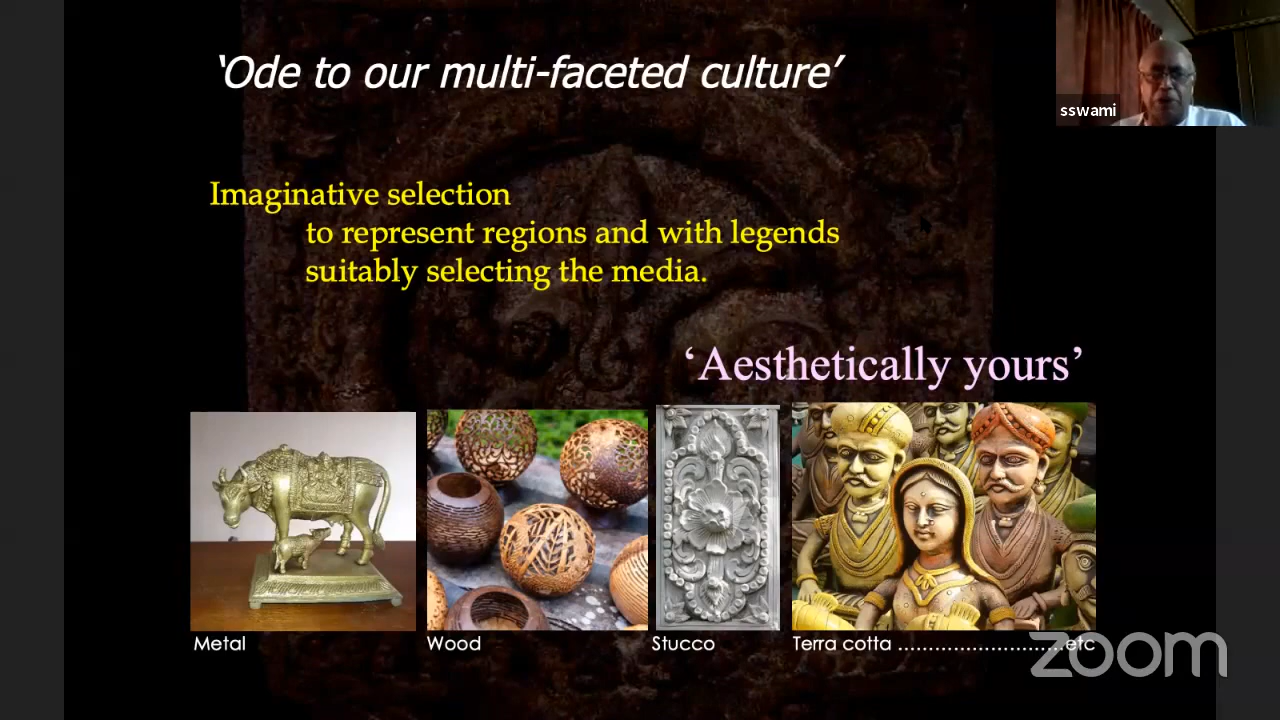 ‘Ode to our multi-faceted culture’
sswami
Imaginative selection
to represent regions and with legends
suitably selecting the media.
‘Aesthetically yours’
Metal
Wood
Stucco
Terra cotta ...........................etc
zoom